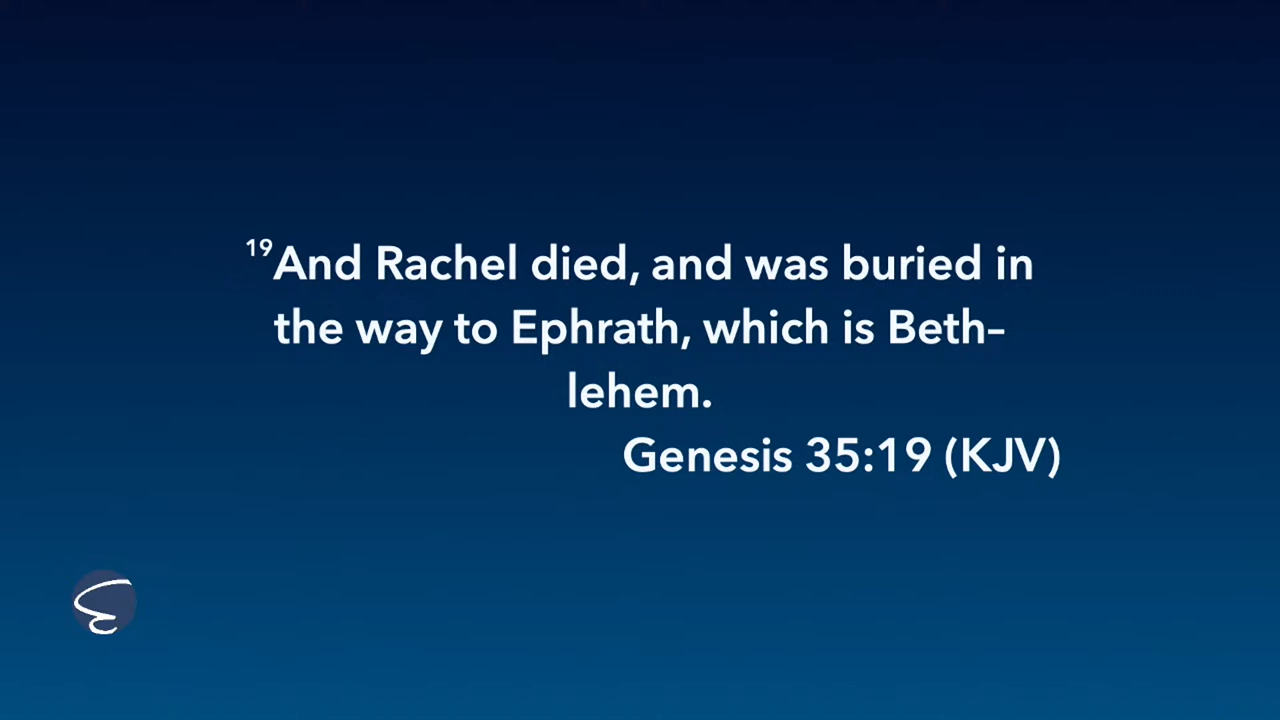 19And Rachel died, and was buried in
the way to Ephrath, which is Beth–
lehem.
Genesis 35:19 (KJV)